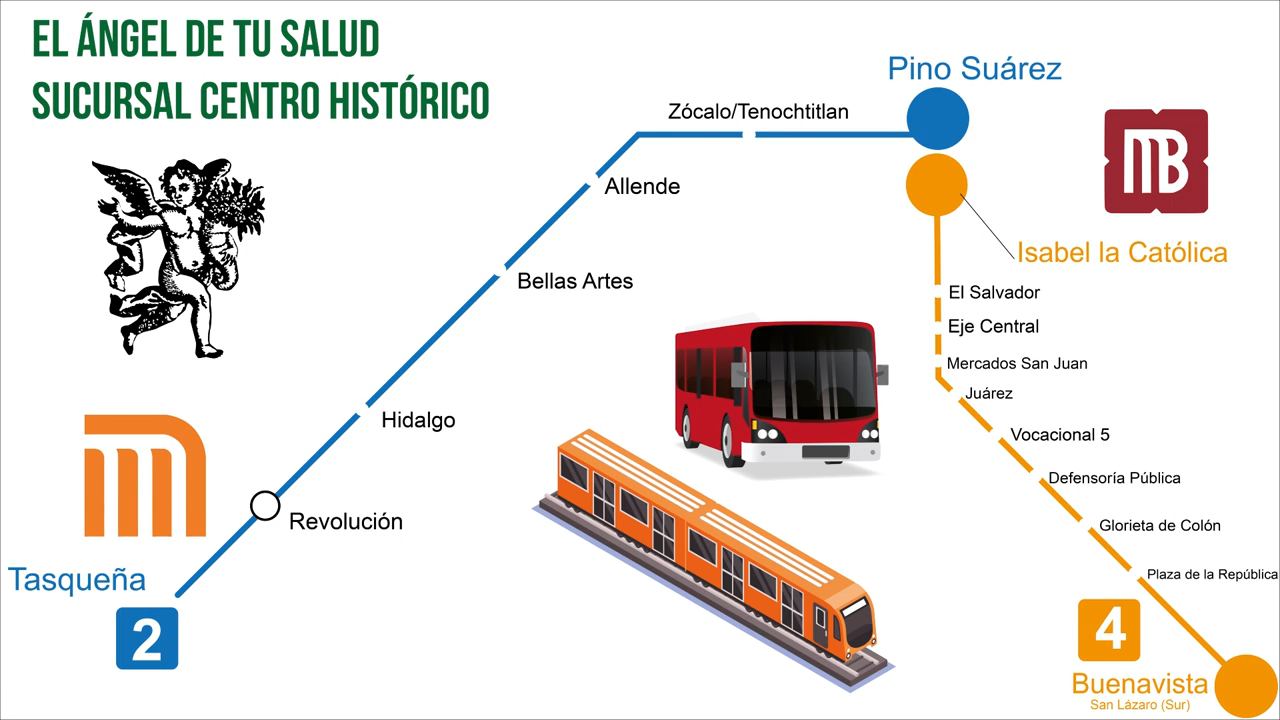 EL ÁNGEL DE TU SALUD
SUCURSAL CENTRO HISTÓRICO
Pino Suárez
Zócalo/Tenochtitlan
MB
Allende
Isabel la Católica
Bellas Artes
El Salvador
Eje Central
Mercados San Juan
Juárez
Hidalgo
Vocacional 5
Defensoría Pública
Revolución
Glorieta de Colón
Tasqueña
Plaza de la República
2
4
Buenavista
San Lázaro (Sur)